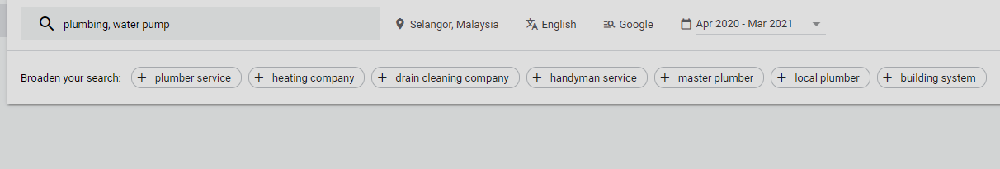 plumbing, water pump Selangor, Malaysia English Google Apr 2020 - Mar 2021
Broaden your search: + plumber service + heating company + drain cleaning company + handyman service + master plumber + local plumber + building system